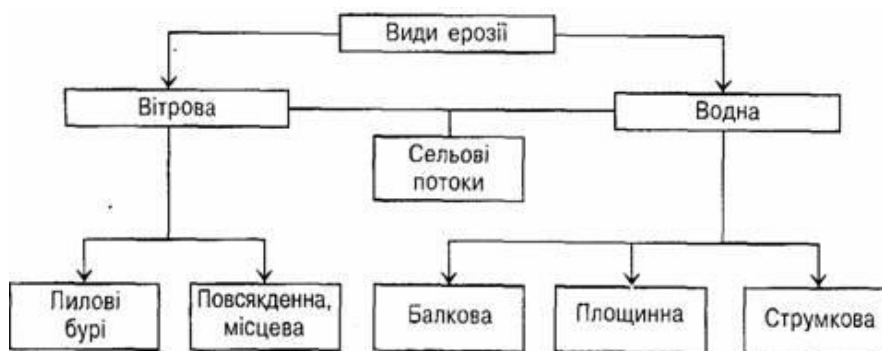 Види ерозії
Вітрова
Водна
Сельові
потоки
Пилові
бурі
Повсякденна,
місцева
Балкова
Площинна
Струмкова